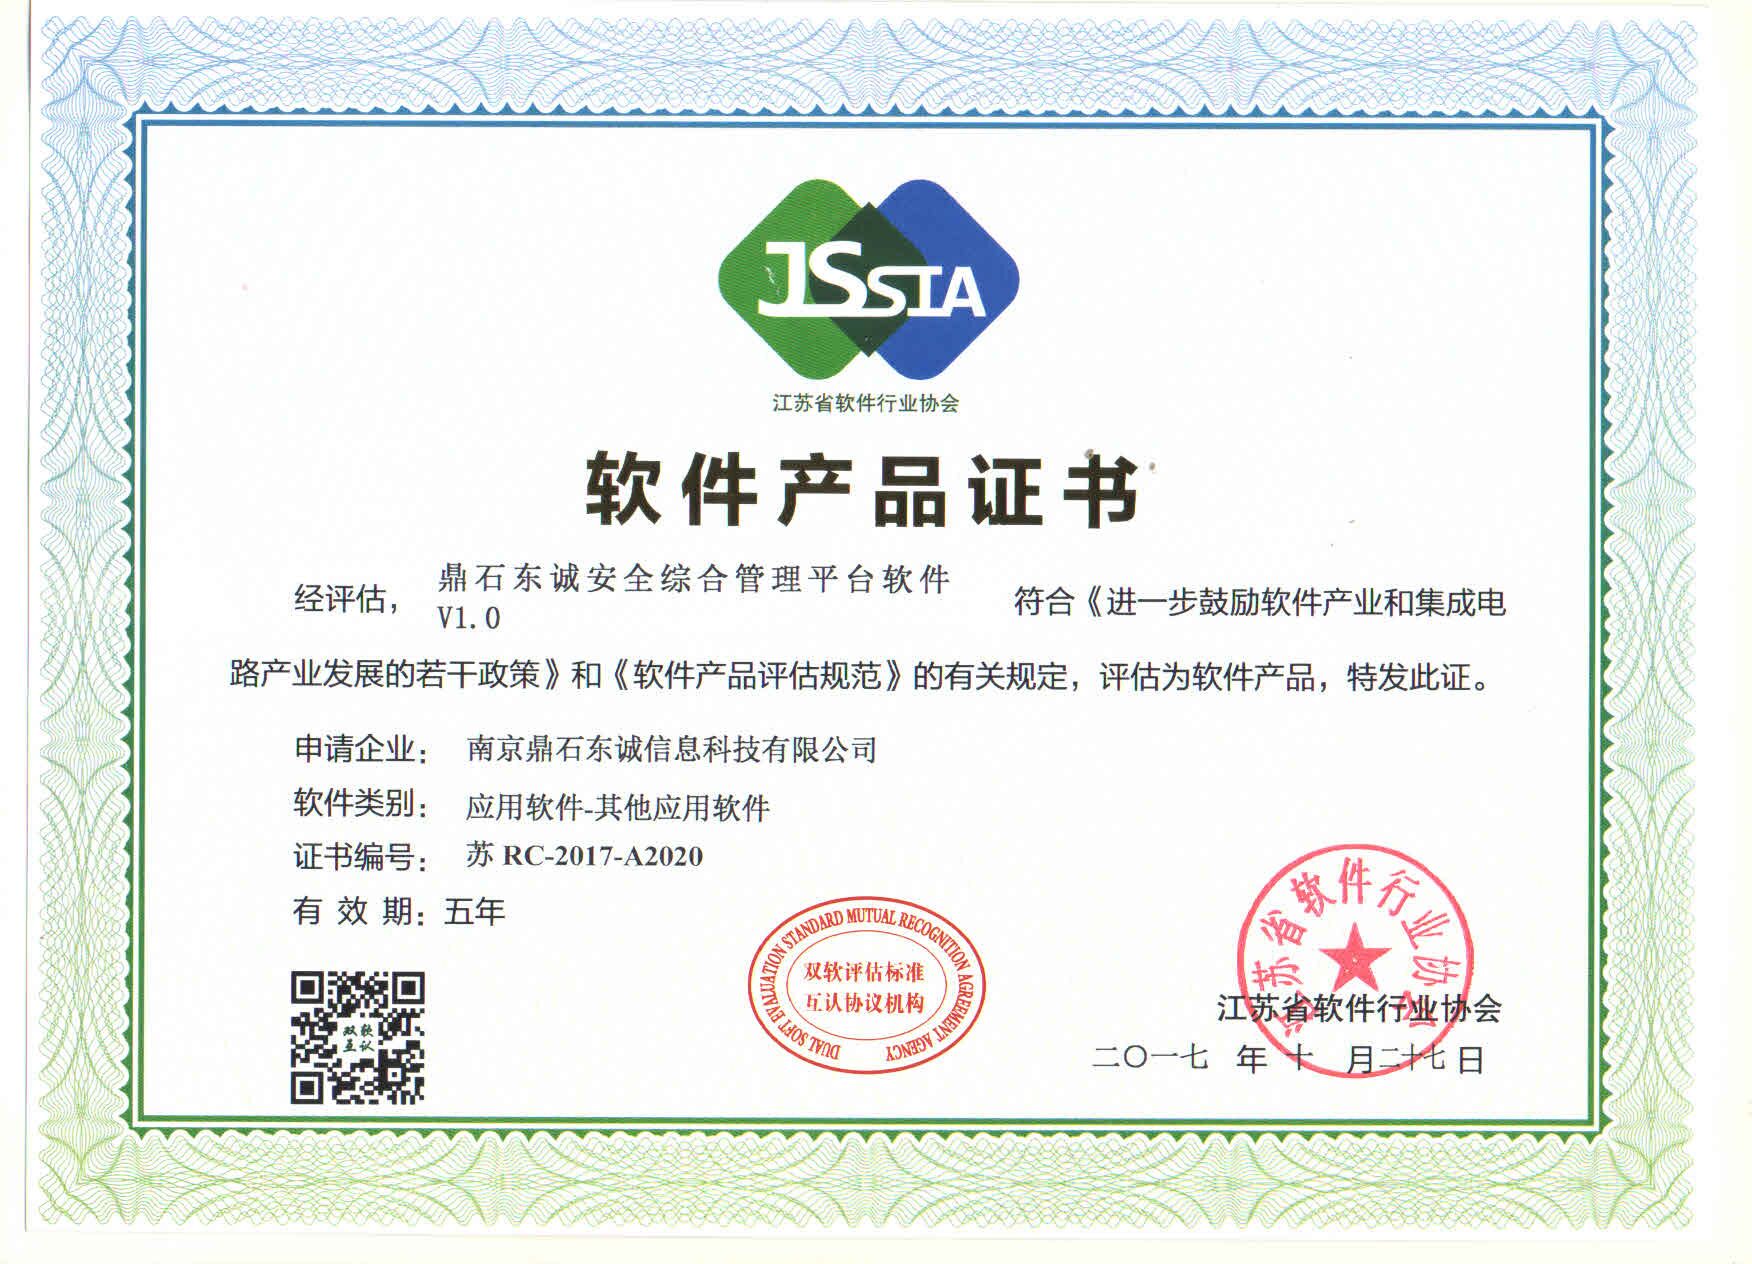 JSSIA
江苏省软件行业协会
软件产品证书
经评估，鼎石东诚安全综合管理平台软件
V1.0
符合《进一步鼓励软件产业和集成电
路产业发展的若干政策》和《软件产品评估规范》的有关规定，评估为软件产品，特发此证。
申请企业：南京鼎石东诚信息科技有限公司
软件类别：应用软件-其他应用软件
证书编号：苏 RC-2017-A2020
有效期：五年
双软
互认
DUAL SOFT EVALUATION STANDARD MUTUAL RECOGNITION AGREEMENT AGENCY
双软评估标准
互认协议机构
江苏省软件行业协会
江苏省软件行业协会
二〇一七 年 十 月二十七日